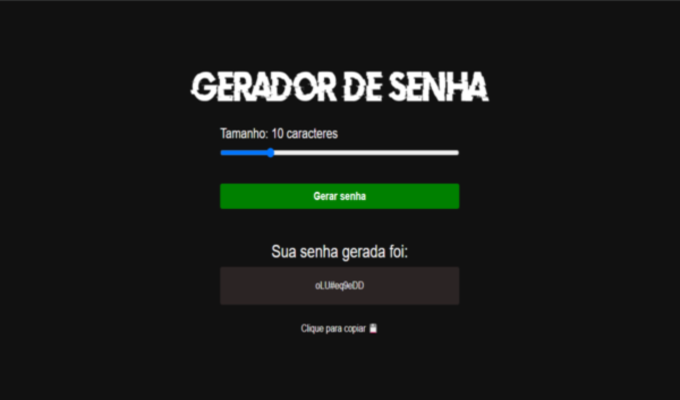 GERADOR DE SENHA
Tamanho: 10 caracteres
Gerar senha
Sua senha gerada foi:
oLU#eq9eDD
Clique para copiar